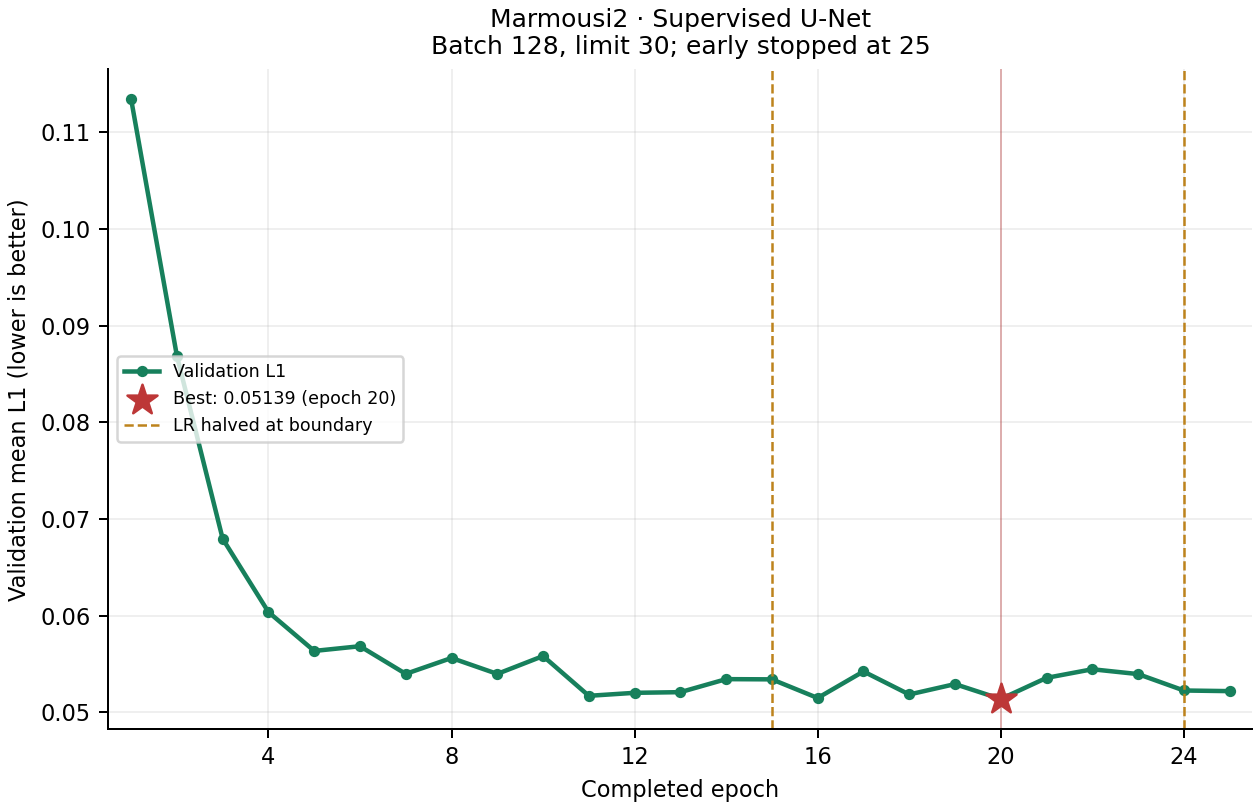 Marmousi2 · Supervised U-Net
Batch 128, limit 30; early stopped at 25
Validation mean L1 (lower is better)
0.11
0.10
0.09
0.08
0.07
0.06
0.05
Validation L1
Best: 0.05139 (epoch 20)
LR halved at boundary
4
8
12
16
20
24
Completed epoch